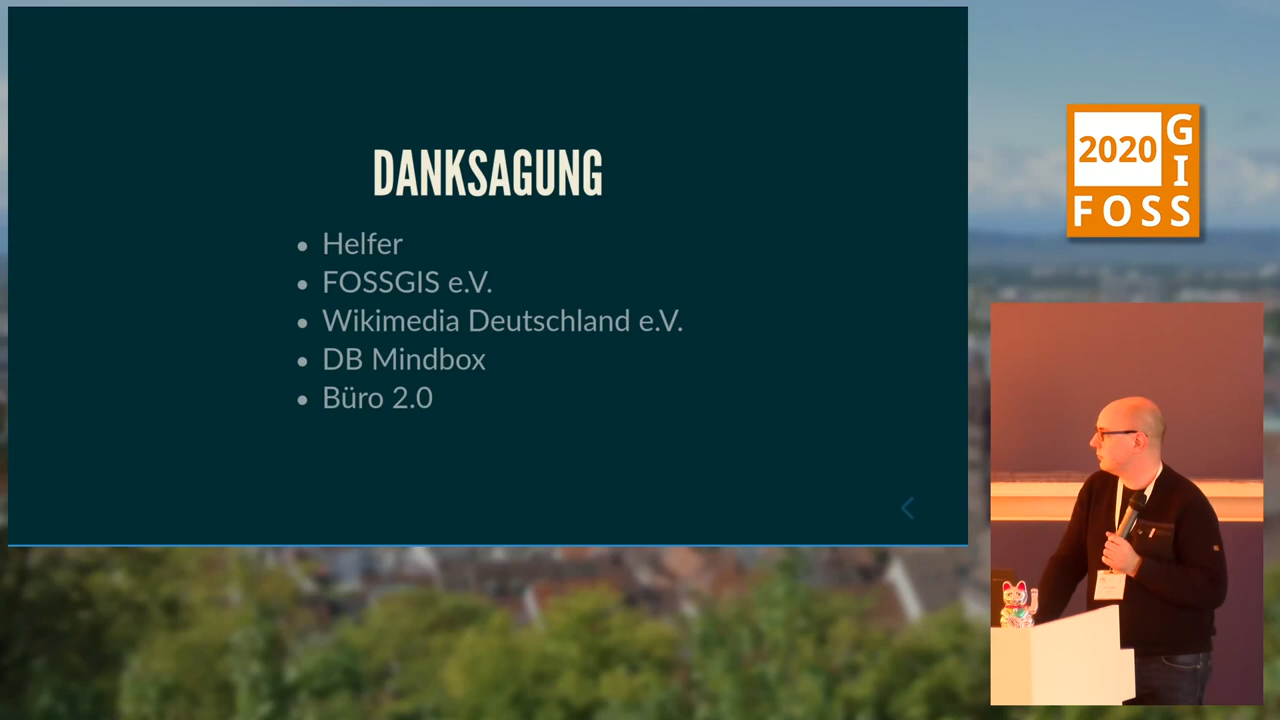 DANKSAGUNG
Helfer
FOSSGIS e.V.
Wikimedia Deutschland e.V.
DB Mindbox
Büro 2.0
2020
G
I
FOSS